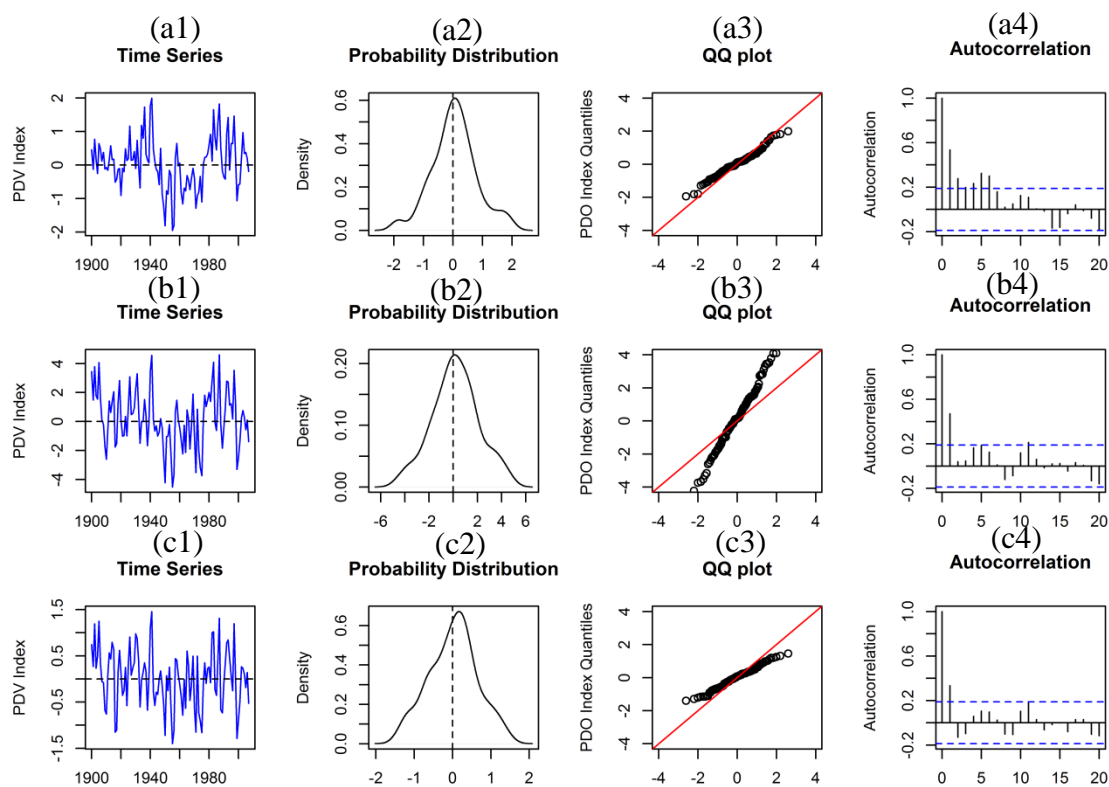 (a1) (a2) (a3) (a4)
Time Series Probability Distribution QQ plot Autocorrelation
PDV Index
-2 -1 0 1 2
1900 1940 1980
Density
0.0 0.2 0.4 0.6
-2 -1 0 1 2
PDO Index Quantiles
-4 -2 0 2 4
-4 -2 0 2 4
Autocorrelation
-0.2 0.2 0.6 1.0
0 5 10 15 20
(b1) (b2) (b3) (b4)
Time Series Probability Distribution QQ plot Autocorrelation
PDV Index
-4 -2 0 2 4
1900 1940 1980
Density
0.00 0.10 0.20
-6 -4 -2 0 2 4 6
PDO Index Quantiles
-4 -2 0 2 4
-4 -2 0 2 4
Autocorrelation
-0.2 0.2 0.6 1.0
0 5 10 15 20
(c1) (c2) (c3) (c4)
Time Series Probability Distribution QQ plot Autocorrelation
PDV Index
-1.5 -0.5 0.5 1.5
1900 1940 1980
Density
0.0 0.2 0.4 0.6
-2 -1 0 1 2
PDO Index Quantiles
-4 -2 0 2 4
-4 -2 0 2 4
Autocorrelation
-0.2 0.2 0.6 1.0
0 5 10 15 20